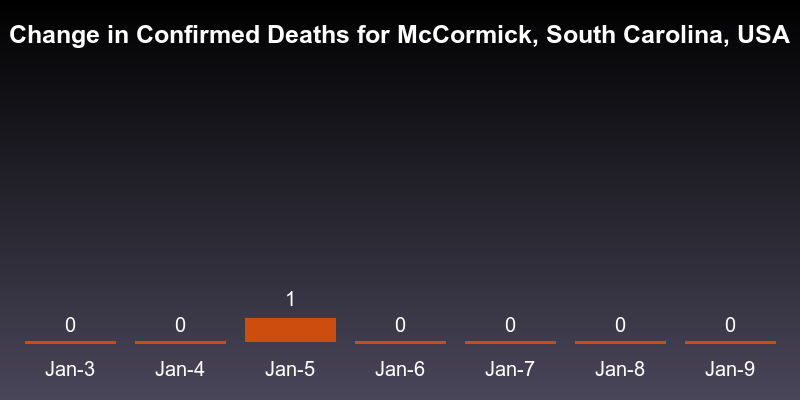 Change in Confirmed Deaths for McCormick, South Carolina, USA
0 0 1 0 0 0 0
Jan-3 Jan-4 Jan-5 Jan-6 Jan-7 Jan-8 Jan-9